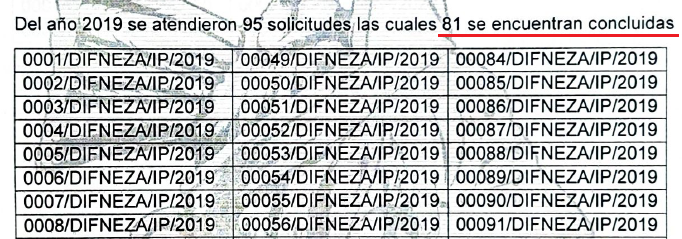 Del año 2019 se atendieron 95 solicitudes las cuales 81 se encuentran concluidas
0001/DIFNEZA/IP/2019 00049/DIFNEZA/IP/2019 00084/DIFNEZA/IP/2019
0002/DIFNEZA/IP/2019 00050/DIFNEZA/IP/2019 00085/DIFNEZA/IP/2019
0003/DIFNEZA/IP/2019 00051/DIFNEZA/IP/2019 00086/DIFNEZA/IP/2019
0004/DIFNEZA/IP/2019 00052/DIFNEZA/IP/2019 00087/DIFNEZA/IP/2019
0005/DIFNEZA/IP/2019 00053/DIFNEZA/IP/2019 00088/DIFNEZA/IP/2019
0006/DIFNEZA/IP/2019 00054/DIFNEZA/IP/2019 00089/DIFNEZA/IP/2019
0007/DIFNEZA/IP/2019 00055/DIFNEZA/IP/2019 00090/DIFNEZA/IP/2019
0008/DIFNEZA/IP/2019 00056/DIFNEZA/IP/2019 00091/DIFNEZA/IP/2019